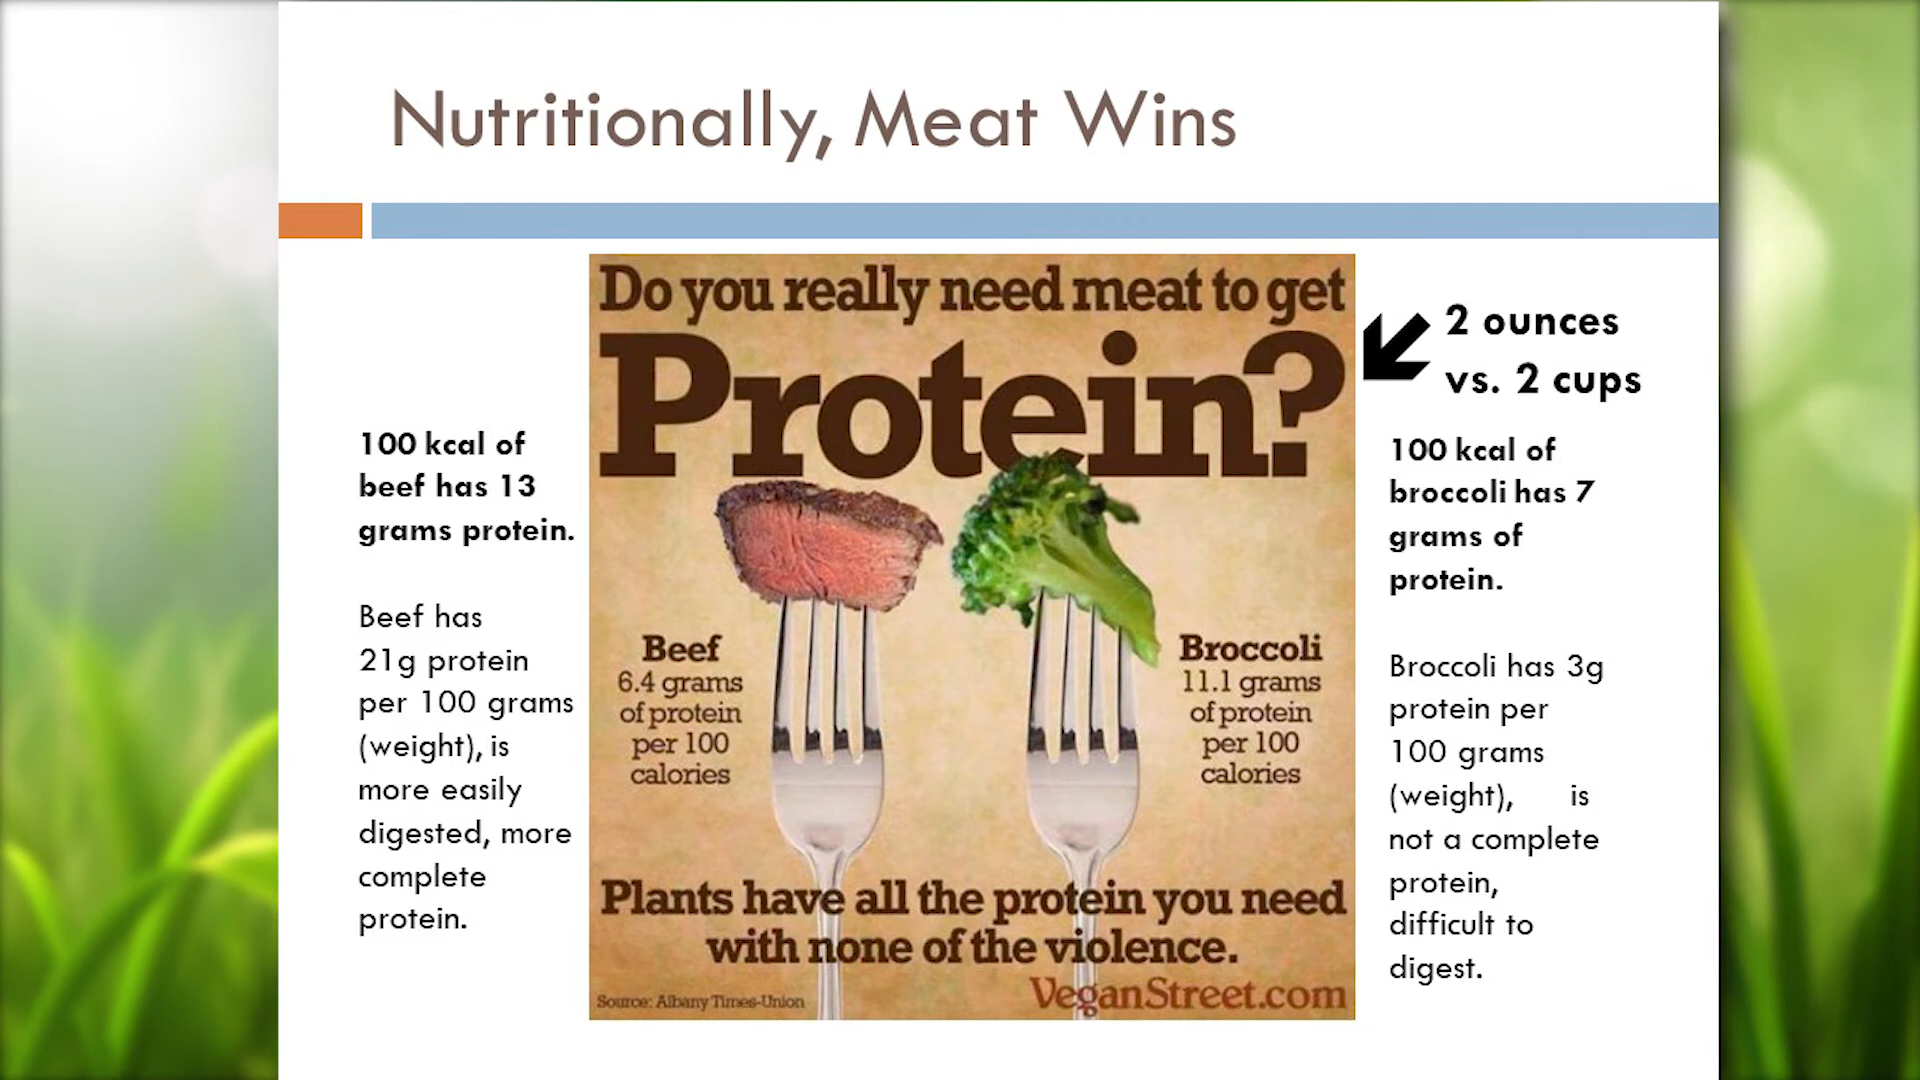 Nutritionally, Meat Wins
100 kcal of
beef has 13
grams protein.
Beef has
21g protein
per 100 grams
(weight), is
more easily
digested, more
complete
protein.
Do you really need meat to get
Protein?
Beef
6.4 grams
of protein
per 100
calories
Broccoli
11.1 grams
of protein
per 100
calories
Plants have all the protein you need
with none of the violence.
Source: Albany Times-Union
VeganStreet.com
2 ounces
vs. 2 cups
100 kcal of
broccoli has 7
grams of
protein.
Broccoli has 3g
protein per
100 grams
(weight), is
not a complete
protein,
difficult to
digest.